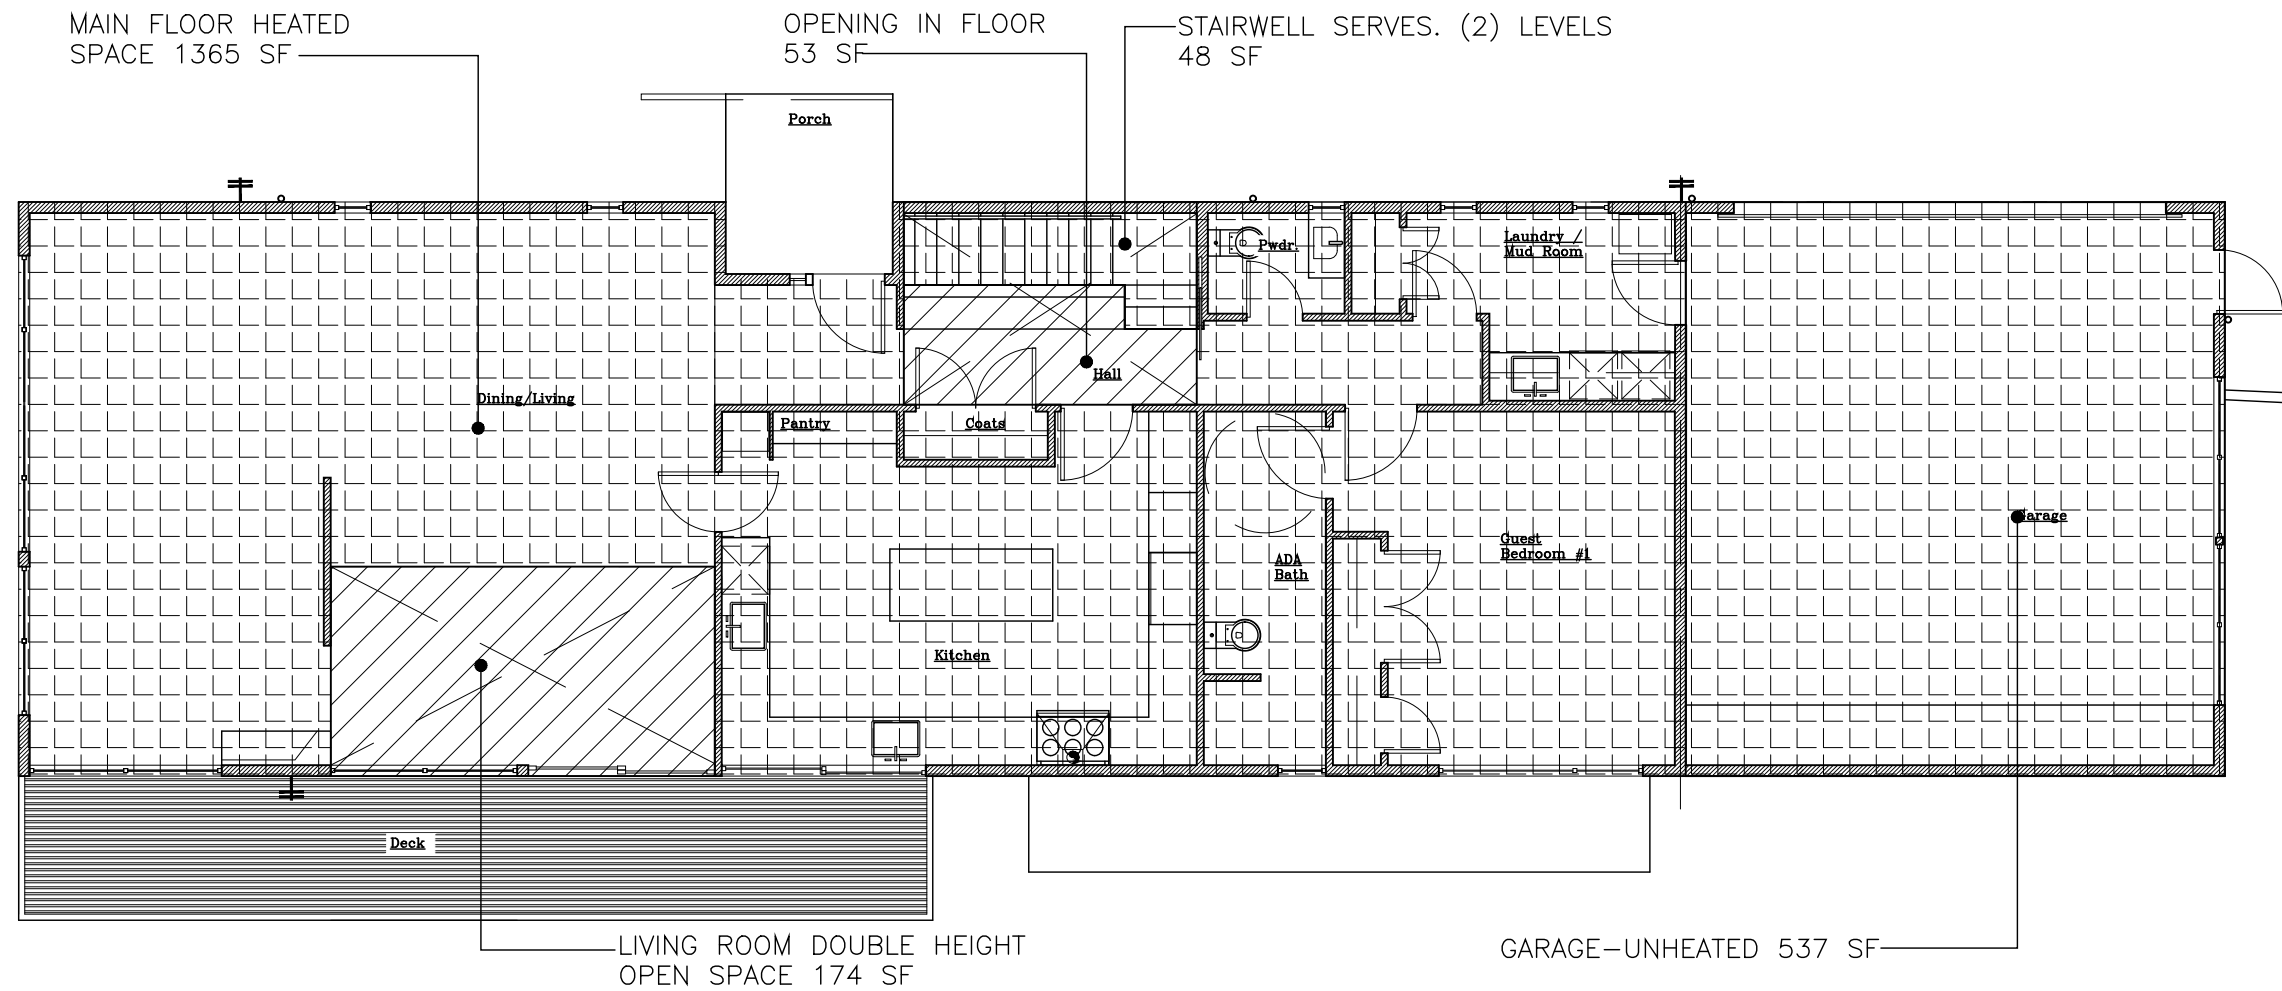 MAIN FLOOR HEATED
SPACE 1365 SF
OPENING IN FLOOR
53 SF
STAIRWELL SERVES. (2) LEVELS
48 SF
Porch
Pwdr.
Laundry /
Mud Room
Hall
Dining/Living
Pantry
Coats
Garage
Guest
Bedroom #1
ADA
Bath
Kitchen
Deck
LIVING ROOM DOUBLE HEIGHT
OPEN SPACE 174 SF
GARAGE-UNHEATED 537 SF